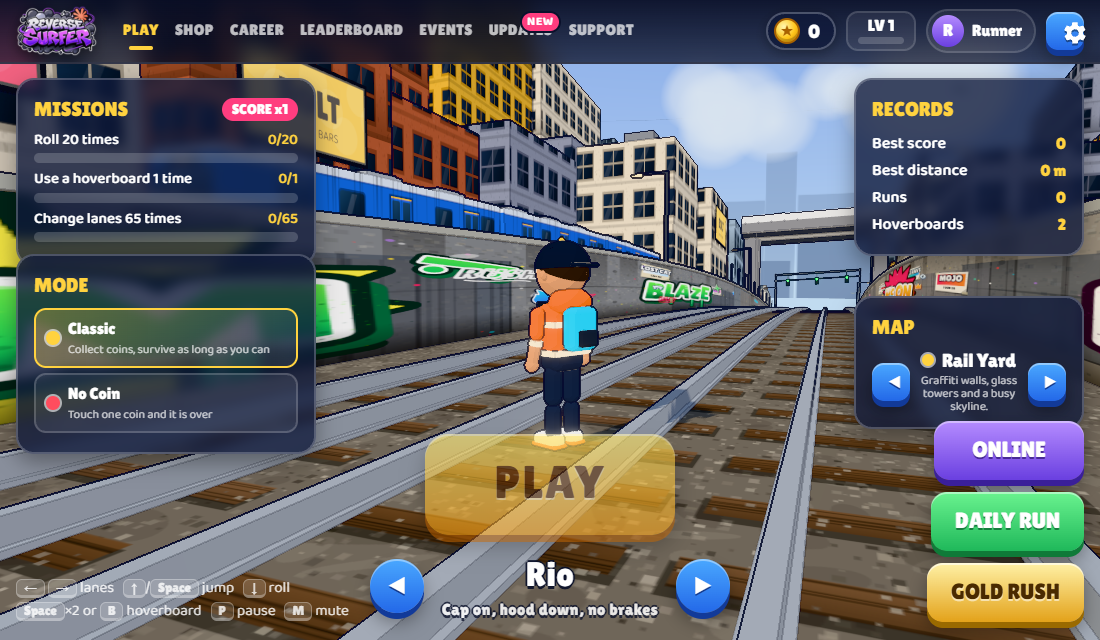 REVERSE
SURFER
PLAY SHOP CAREER LEADERBOARD EVENTS SUPPORT
NEW
0
LV 1
R Runner
MISSIONS
SCORE x1
Roll 20 times 0/20
Use a hoverboard 1 time 0/1
Change lanes 65 times 0/65
MODE
Classic
Collect coins, survive as long as you can
No Coin
Touch one coin and it is over
LT
BARS
BLAZE
MOJO
RECORDS
Best score 0
Best distance 0 m
Runs 0
Hoverboards 2
MAP
Rail Yard
Graffiti walls, glass
towers and a busy
skyline.
ONLINE
DAILY RUN
GOLD RUSH
PLAY
Rio
Cap on, hood down, no brakes
← → lanes ↑ / Space jump ↓ roll
Space ×2 or B hoverboard P pause M mute